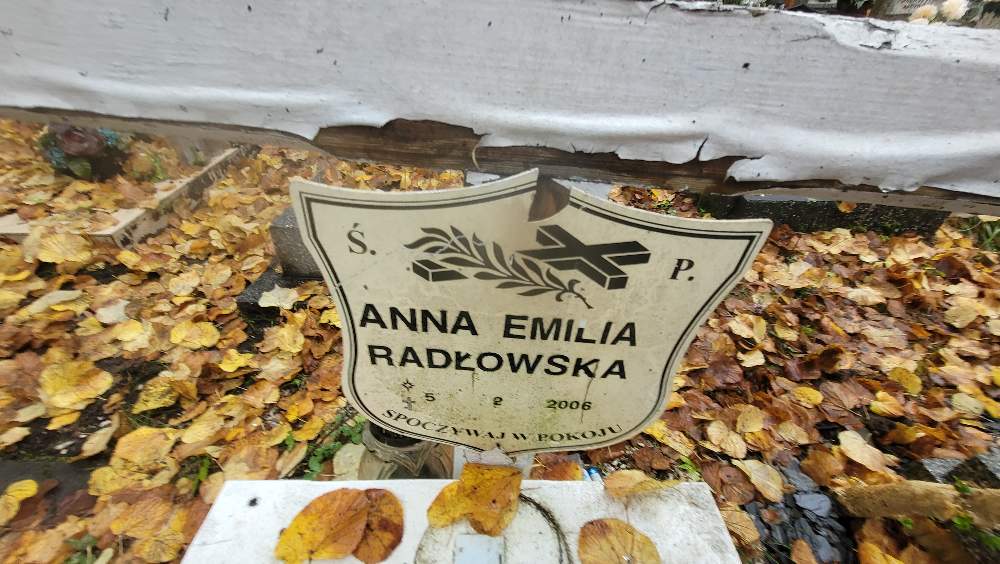 Ś. P.
ANNA EMILIA
RADŁOWSKA
5 2 2006
SPOCZYWAJ W POKOJU